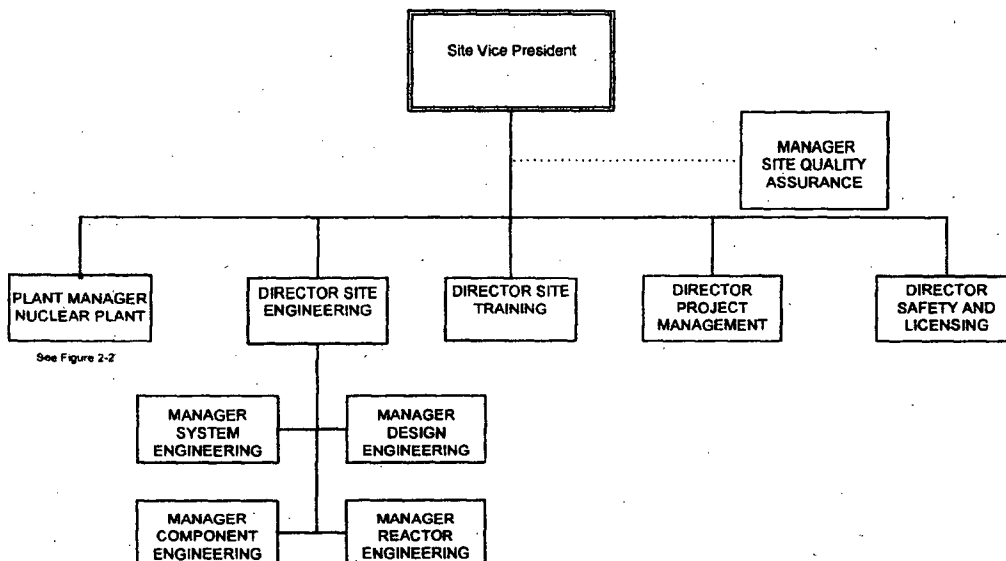 Site Vice President
MANAGER
SITE QUALITY
ASSURANCE
PLANT MANAGER
NUCLEAR PLANT
See Figure 2-2
DIRECTOR SITE
ENGINEERING
DIRECTOR SITE
TRAINING
DIRECTOR
PROJECT
MANAGEMENT
DIRECTOR
SAFETY AND
LICENSING
MANAGER
SYSTEM
ENGINEERING
MANAGER
DESIGN
ENGINEERING
MANAGER
COMPONENT
ENGINEERING
MANAGER
REACTOR
ENGINEERING